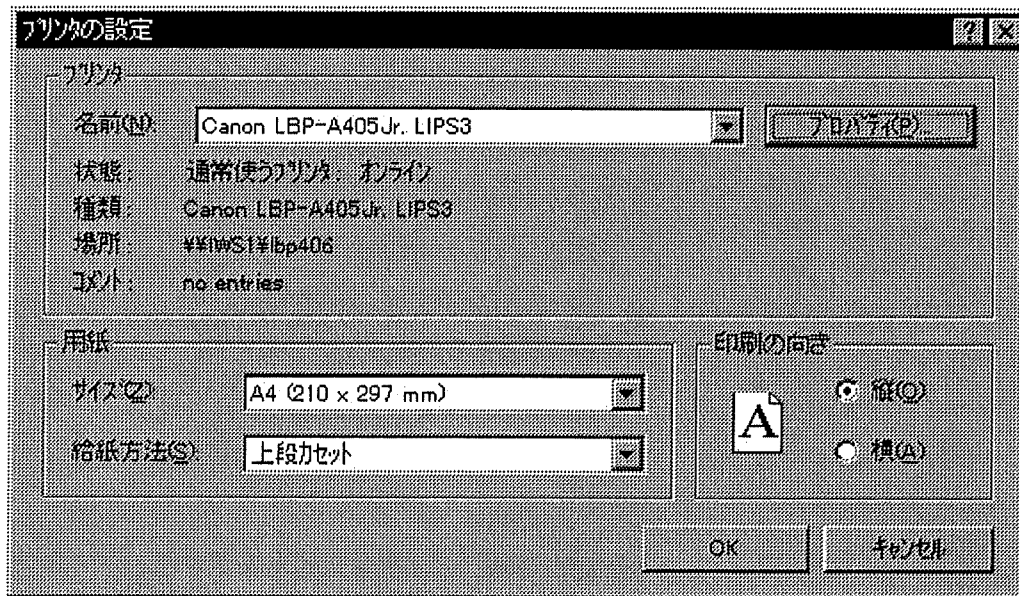 プリンタの設定
プリンタ
名前(N): Canon LBP-A405Jr. LIPS3 プロパティ(P)...
状態: 通常使うプリンタ; オンライン
種類: Canon LBP-A405Jr. LIPS3
場所: ¥¥IWS1¥lbp406
コメント: no entries
用紙
サイズ(Z): A4 (210 x 297 mm)
給紙方法(S): 上段カセット
印刷の向き
A
縦(O)
横(A)
OK キャンセル